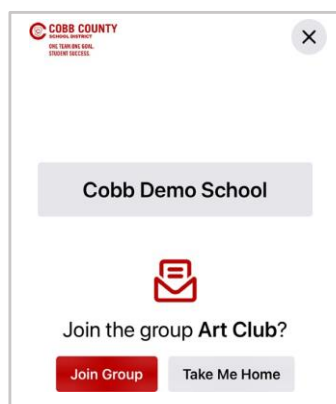 COBB COUNTY
SCHOOL DISTRICT
ONE TEAM. ONE GOAL.
STUDENT SUCCESS.
Cobb Demo School
Join the group Art Club?
Join Group Take Me Home